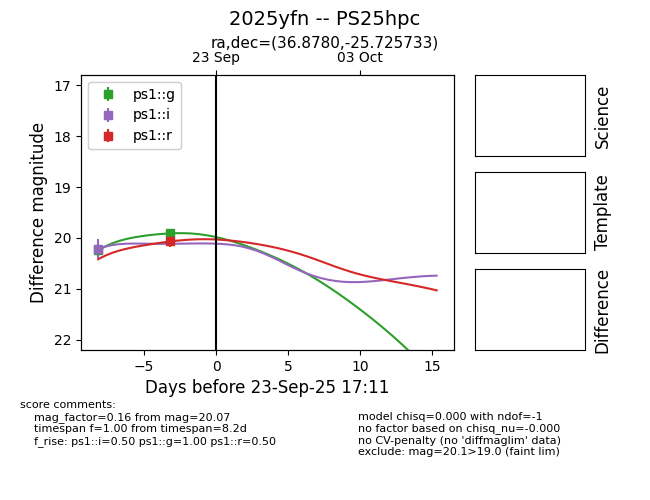 2025yfn -- PS25hpc
ra,dec=(36.8780,-25.725733)
23 Sep
03 Oct
ps1::g
ps1::i
ps1::r
17
18
19
20
21
22
Difference magnitude
−5
0
5
10
15
Days before 23-Sep-25 17:11
Science
Template
Difference
score comments:
mag_factor=0.16 from mag=20.07
timespan f=1.00 from timespan=8.2d
f_rise: ps1::i=0.50 ps1::g=1.00 ps1::r=0.50
model chisq=0.000 with ndof=-1
no factor based on chisq_nu=-0.000
no CV-penalty (no 'diffmaglim' data)
exclude: mag=20.1>19.0 (faint lim)